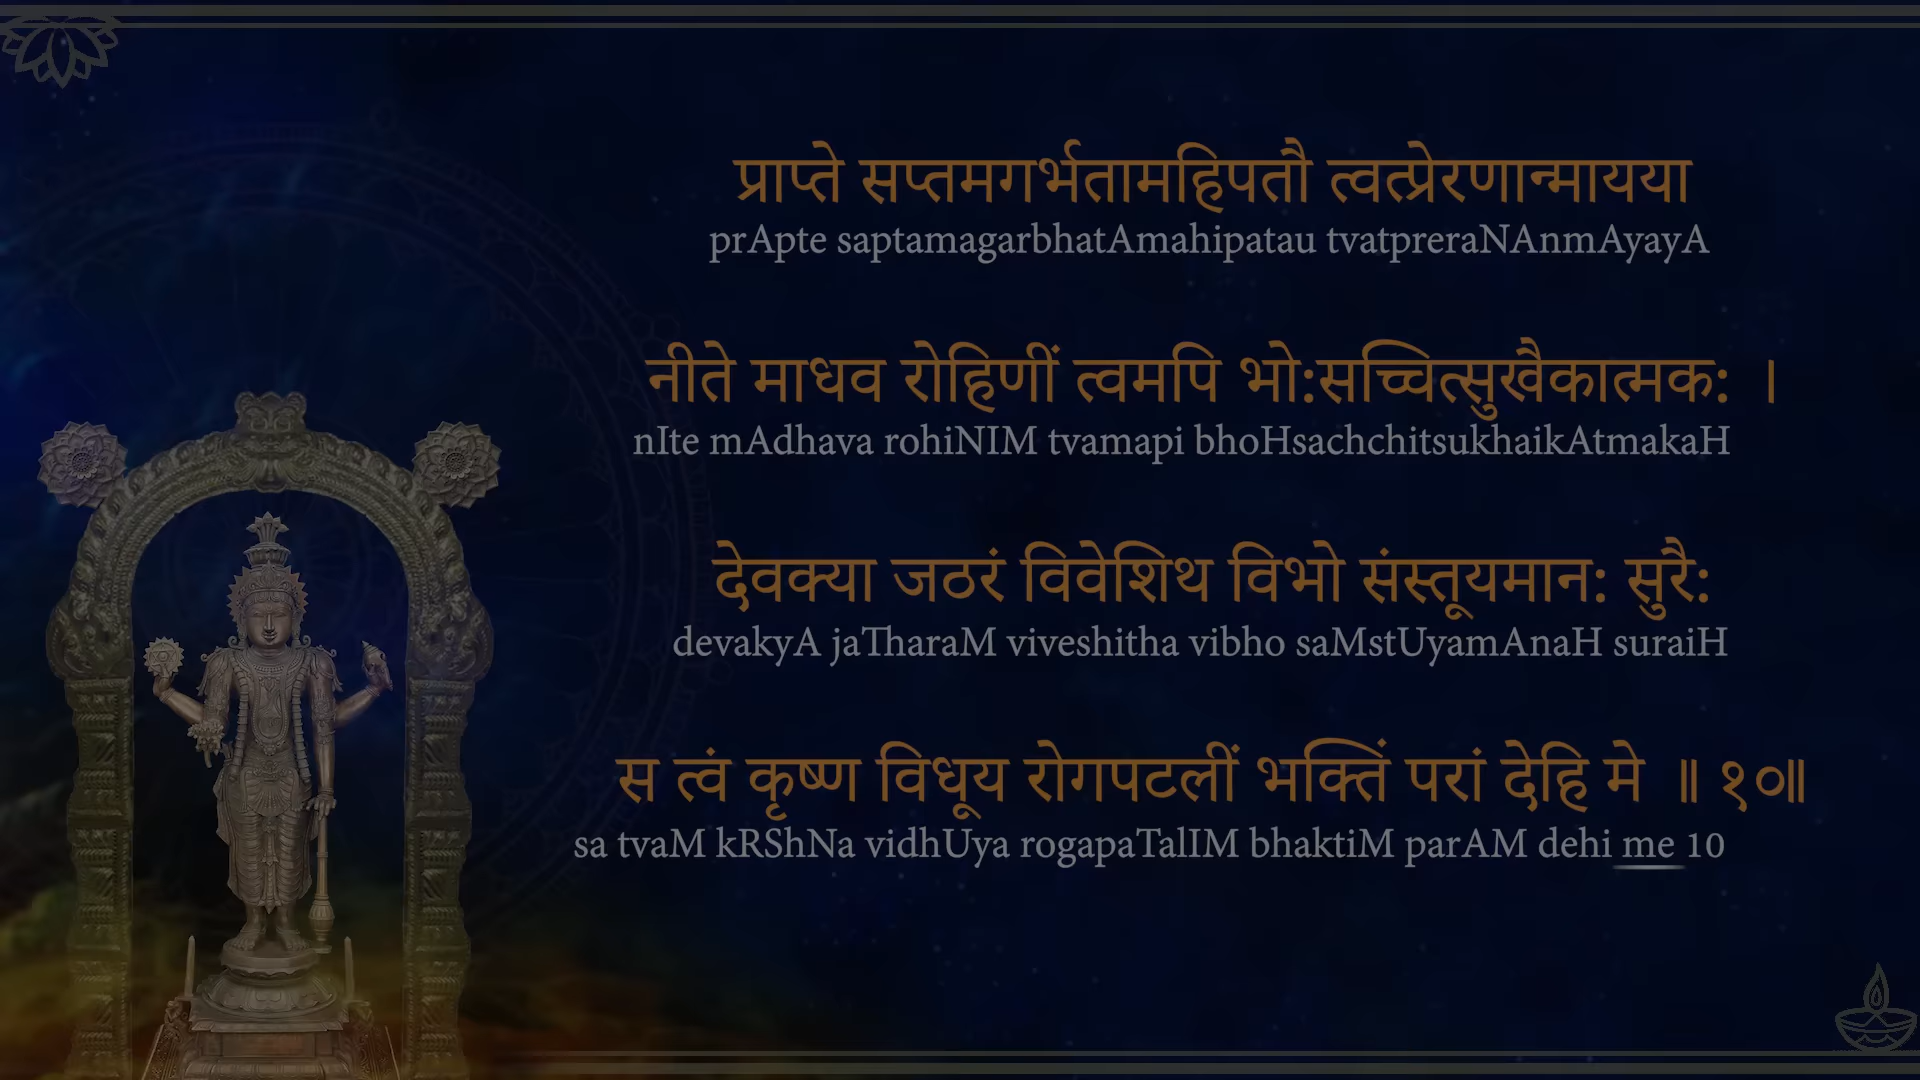 प्राप्ते सप्तमगर्भतामहिपतौ त्वत्प्रेरणान्मायया
prApte saptamagarbhatAmahipatau tvatpreraNAnmAyayA
नीते माधव रोहिणीं त्वमपि भो:सच्चित्सुखैकात्मक: ।
nIte mAdhava rohiNIM tvamapi bhoHsachchitsukhaikAtmakaH
देवक्या जठरं विवेशिथ विभो संस्तूयमान: सुरै:
devakyA jaTharaM viveshitha vibho saMstUyamAnaH suraiH
स त्वं कृष्ण विधूय रोगपटलीं भक्तिं परां देहि मे ॥ १०॥
sa tvaM kRShNa vidhUya rogapaTalIM bhaktiM parAM dehi me 10